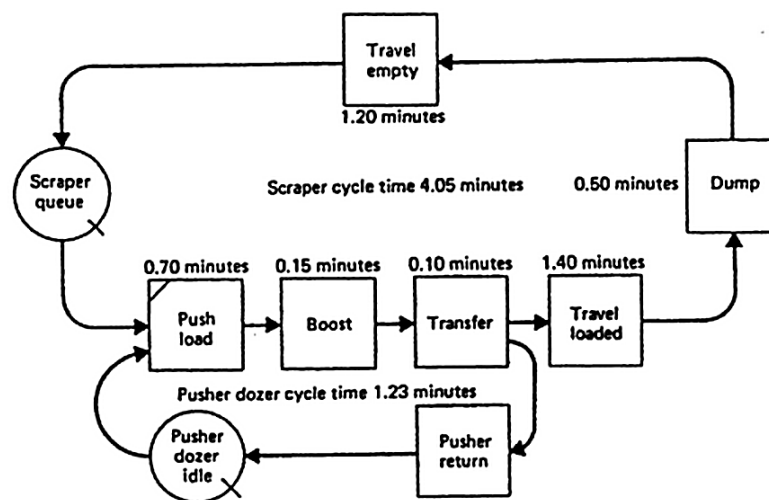 Travel
empty
1.20 minutes
Scraper
queue
Scraper cycle time 4.05 minutes
0.50 minutes
Dump
0.70 minutes
0.15 minutes
0.10 minutes
1.40 minutes
Push
load
Boost
Transfer
Travel
loaded
Pusher dozer cycle time 1.23 minutes
Pusher
dozer
idle
Pusher
return